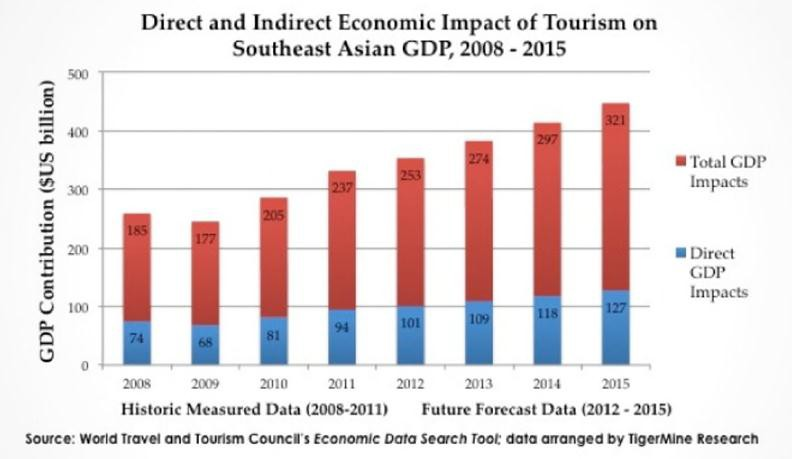 Direct and Indirect Economic Impact of Tourism on
Southeast Asian GDP, 2008 - 2015
GDP Contribution ($US billion)
500
400
300
200
100
0
185
177
205
237
253
274
297
321
74
68
81
94
101
109
118
127
2008 2009 2010 2011 2012 2013 2014 2015
Total GDP
Impacts
Direct
GDP
Impacts
Historic Measured Data (2008-2011) Future Forecast Data (2012 - 2015)
Source: World Travel and Tourism Council's Economic Data Search Tool; data arranged by TigerMine Research